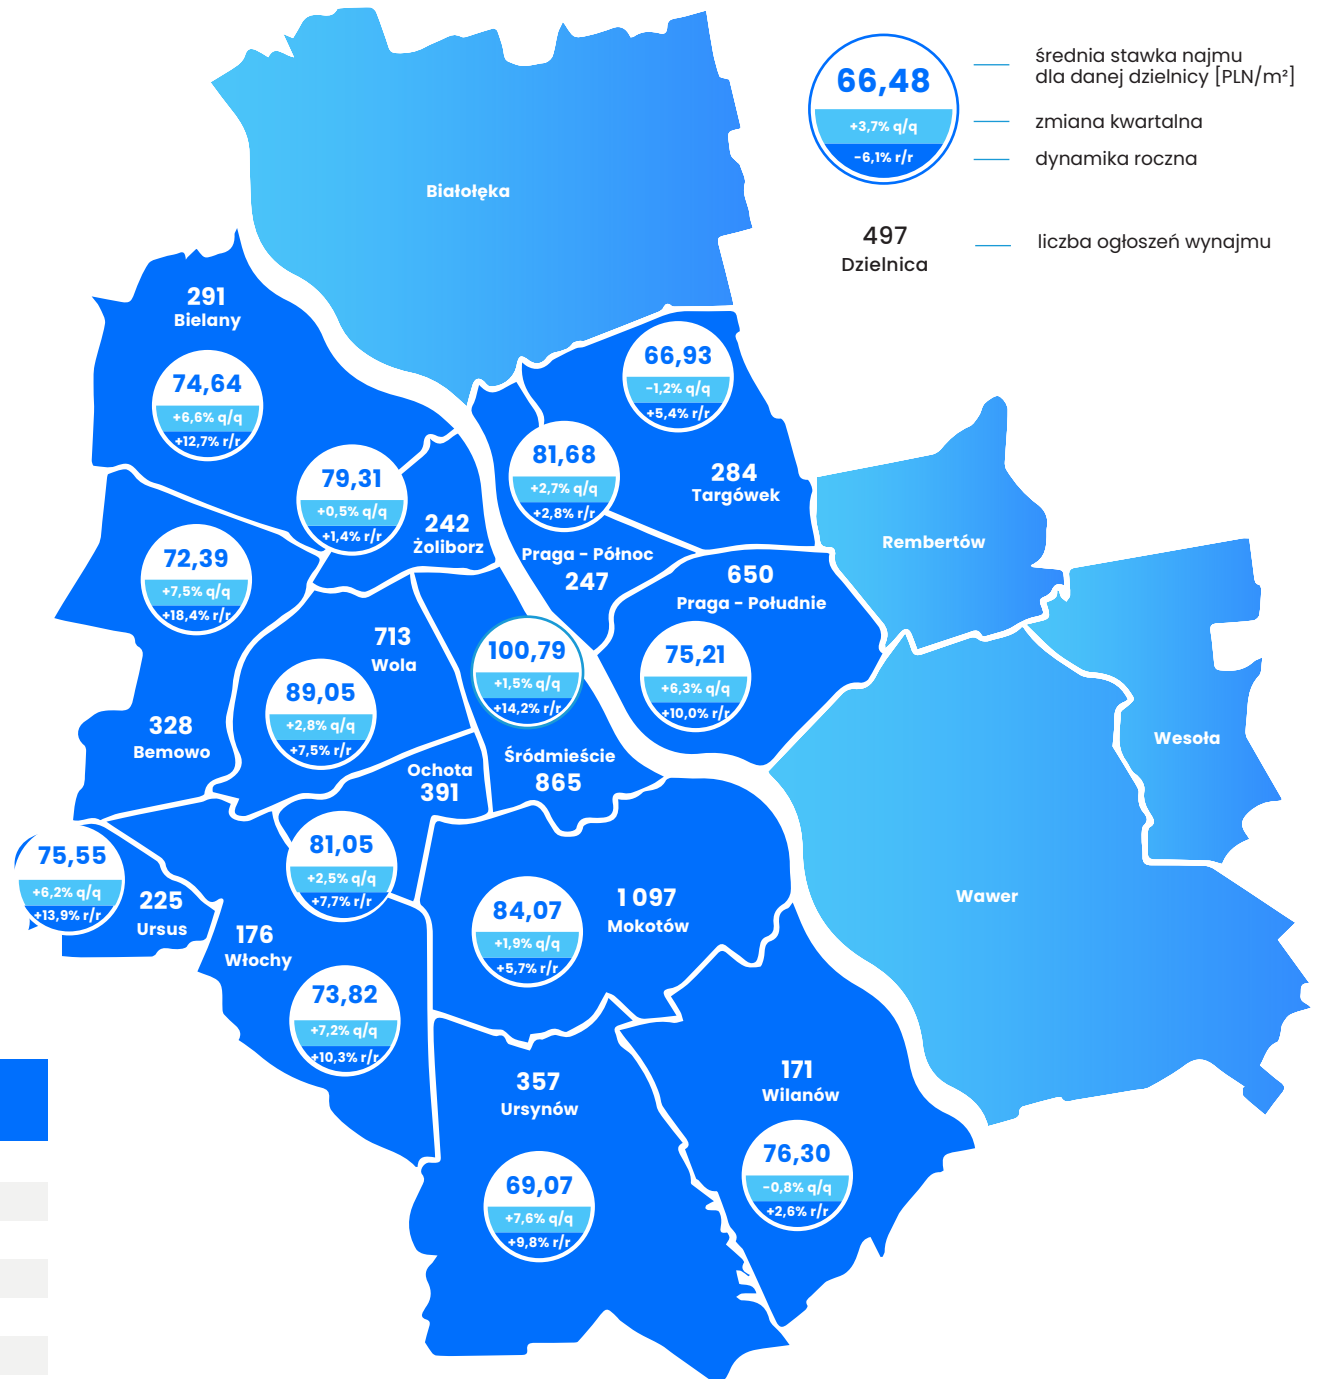 66,48
+3,7% q/q
-6,1% r/r
średnia stawka najmu
dla danej dzielnicy [PLN/m²]
zmiana kwartalna
dynamika roczna
497
Dzielnica
liczba ogłoszeń wynajmu
Białołęka
291
Bielany
74,64
+6,6% q/q
+12,7% r/r
66,93
-1,2% q/q
+5,4% r/r
284
Targówek
81,68
+2,7% q/q
+2,8% r/r
Praga - Północ
247
79,31
+0,5% q/q
+1,4% r/r
242
Żoliborz
72,39
+7,5% q/q
+18,4% r/r
328
Bemowo
Rembertów
650
Praga - Południe
75,21
+6,3% q/q
+10,0% r/r
713
Wola
89,05
+2,8% q/q
+7,5% r/r
100,79
+1,5% q/q
+14,2% r/r
Śródmieście
865
Wesoła
Ochota
391
81,05
+2,5% q/q
+7,7% r/r
75,55
+6,2% q/q
+13,9% r/r
225
Ursus
176
Włochy
73,82
+7,2% q/q
+10,3% r/r
84,07
+1,9% q/q
+5,7% r/r
1 097
Mokotów
Wawer
357
Ursynów
69,07
+7,6% q/q
+9,8% r/r
171
Wilanów
76,30
-0,8% q/q
+2,6% r/r